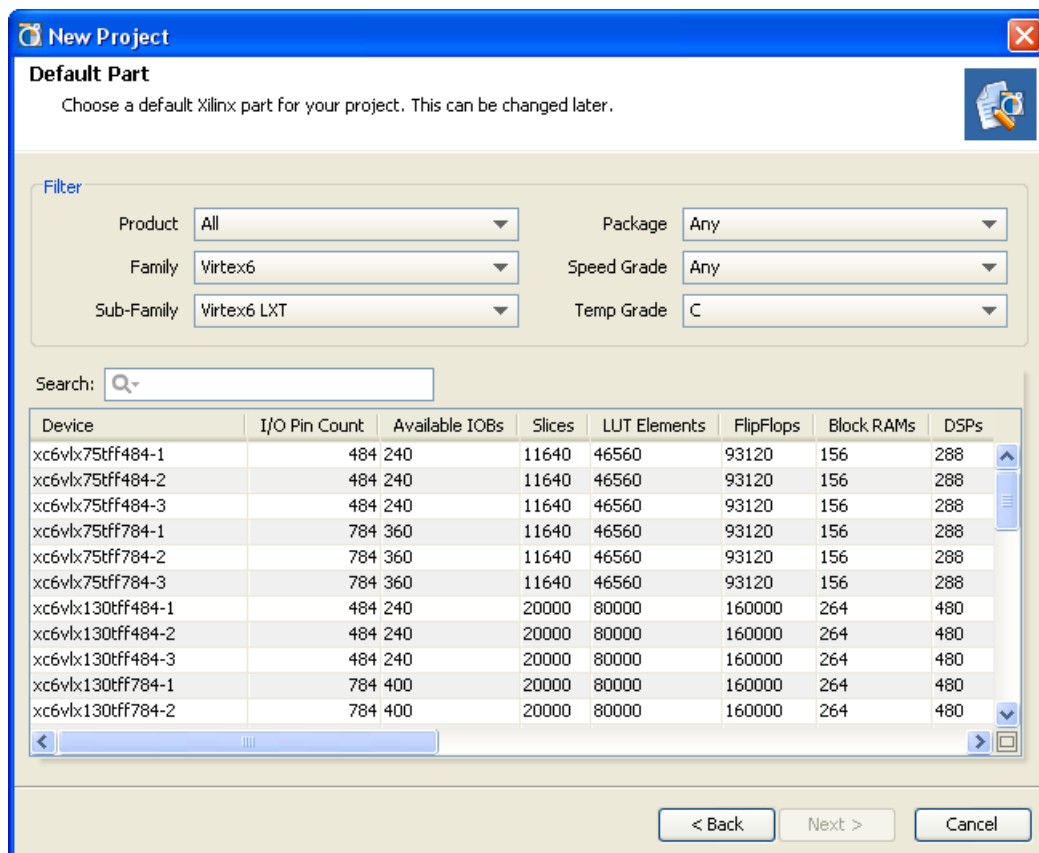 New Project
Default Part
Choose a default Xilinx part for your project. This can be changed later.
Filter
Product All Package Any
Family Virtex6 Speed Grade Any
Sub-Family Virtex6 LXT Temp Grade C
Search:
Device I/O Pin Count Available IOBs Slices LUT Elements FlipFlops Block RAMs DSPs
xc6vlx75tff484-1 484 240 11640 46560 93120 156 288
xc6vlx75tff484-2 484 240 11640 46560 93120 156 288
xc6vlx75tff484-3 484 240 11640 46560 93120 156 288
xc6vlx75tff784-1 784 360 11640 46560 93120 156 288
xc6vlx75tff784-2 784 360 11640 46560 93120 156 288
xc6vlx75tff784-3 784 360 11640 46560 93120 156 288
xc6vlx130tff484-1 484 240 20000 80000 160000 264 480
xc6vlx130tff484-2 484 240 20000 80000 160000 264 480
xc6vlx130tff484-3 484 240 20000 80000 160000 264 480
xc6vlx130tff784-1 784 400 20000 80000 160000 264 480
xc6vlx130tff784-2 784 400 20000 80000 160000 264 480
< Back Next > Cancel